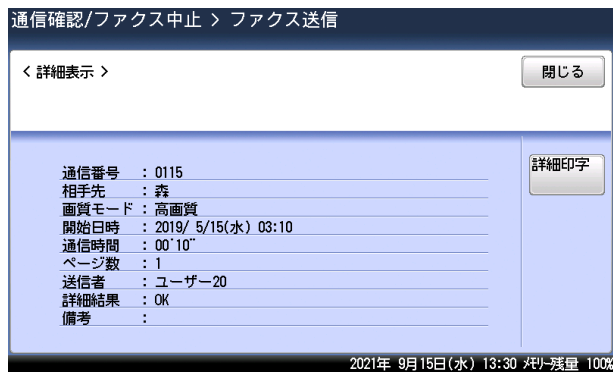 通信確認/ファクス中止 > ファクス送信
< 詳細表示 >
閉じる
詳細印字
通信番号 : 0115
相手先 : 森
画質モード : 高画質
開始日時 : 2019/ 5/15(水) 03:10
通信時間 : 00'10"
ページ数 : 1
送信者 : ユーザー20
詳細結果 : OK
備考 :
2021年 9月15日(水) 13:30 メモリー残量 100%